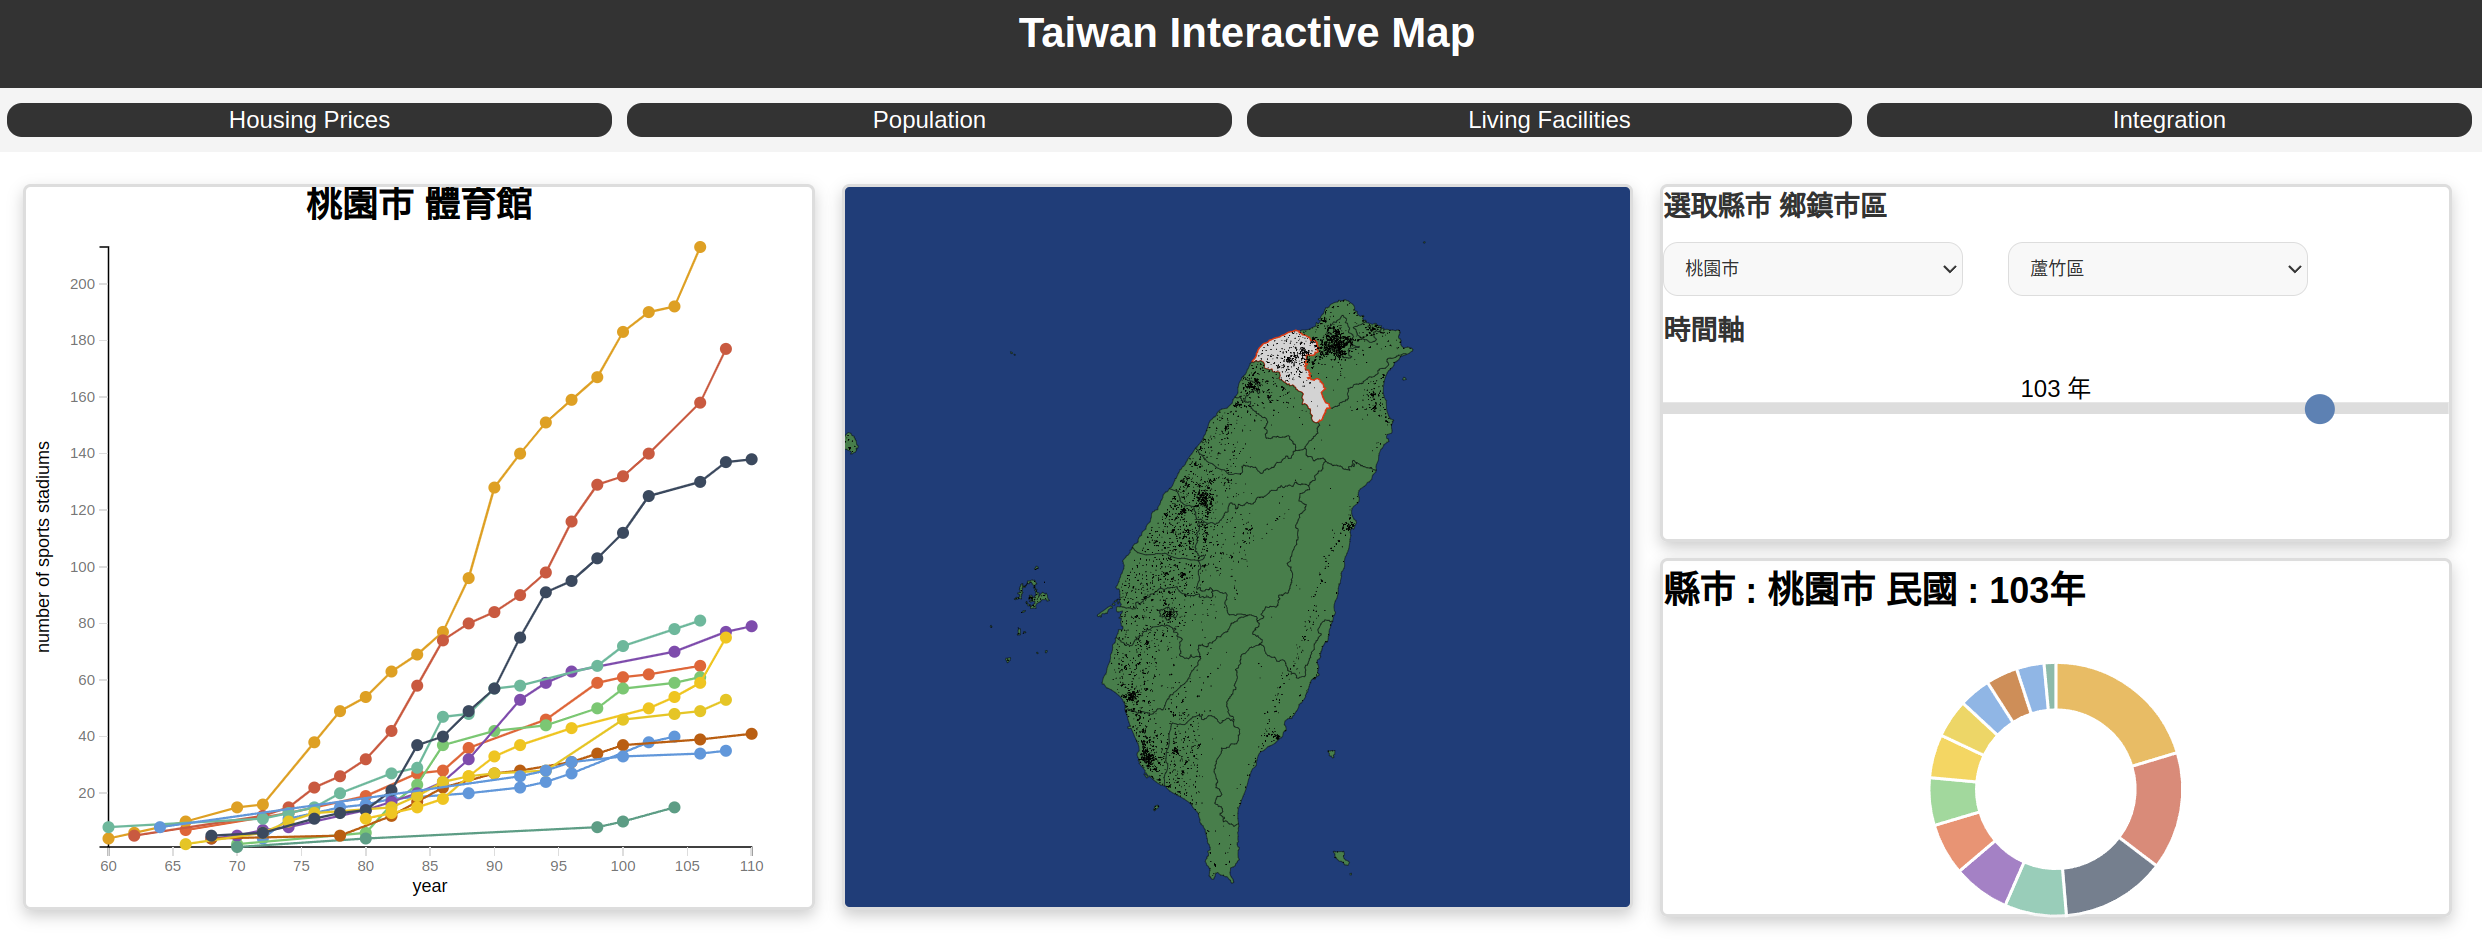 Taiwan Interactive Map
Housing Prices
Population
Living Facilities
Integration
桃園市 體育館
200
180
160
140
120
100
80
60
40
20
number of sports stadiums
60 65 70 75 80 85 90 95 100 105 110
year
選取縣市 鄉鎮市區
桃園市
蘆竹區
時間軸
103 年
縣市 : 桃園市 民國 : 103年